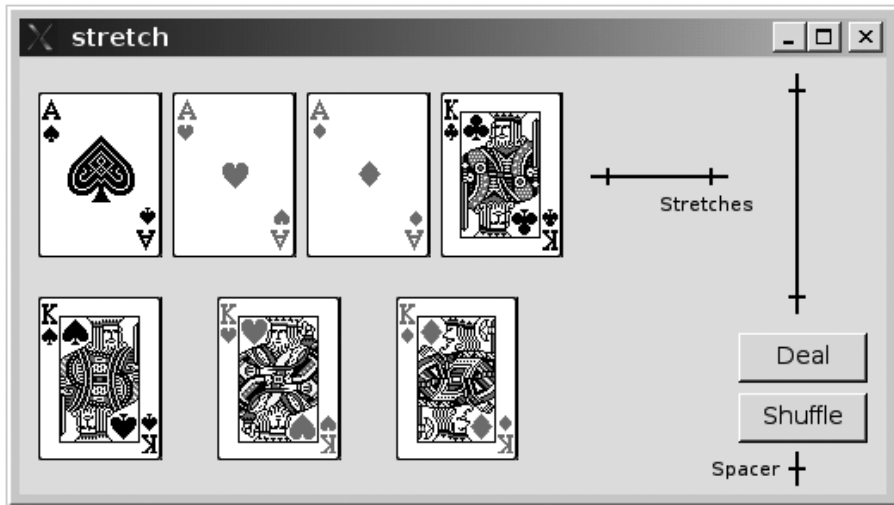 stretch
A A A K
A A A K
Stretches
K K K
K K K
Deal
Shuffle
Spacer